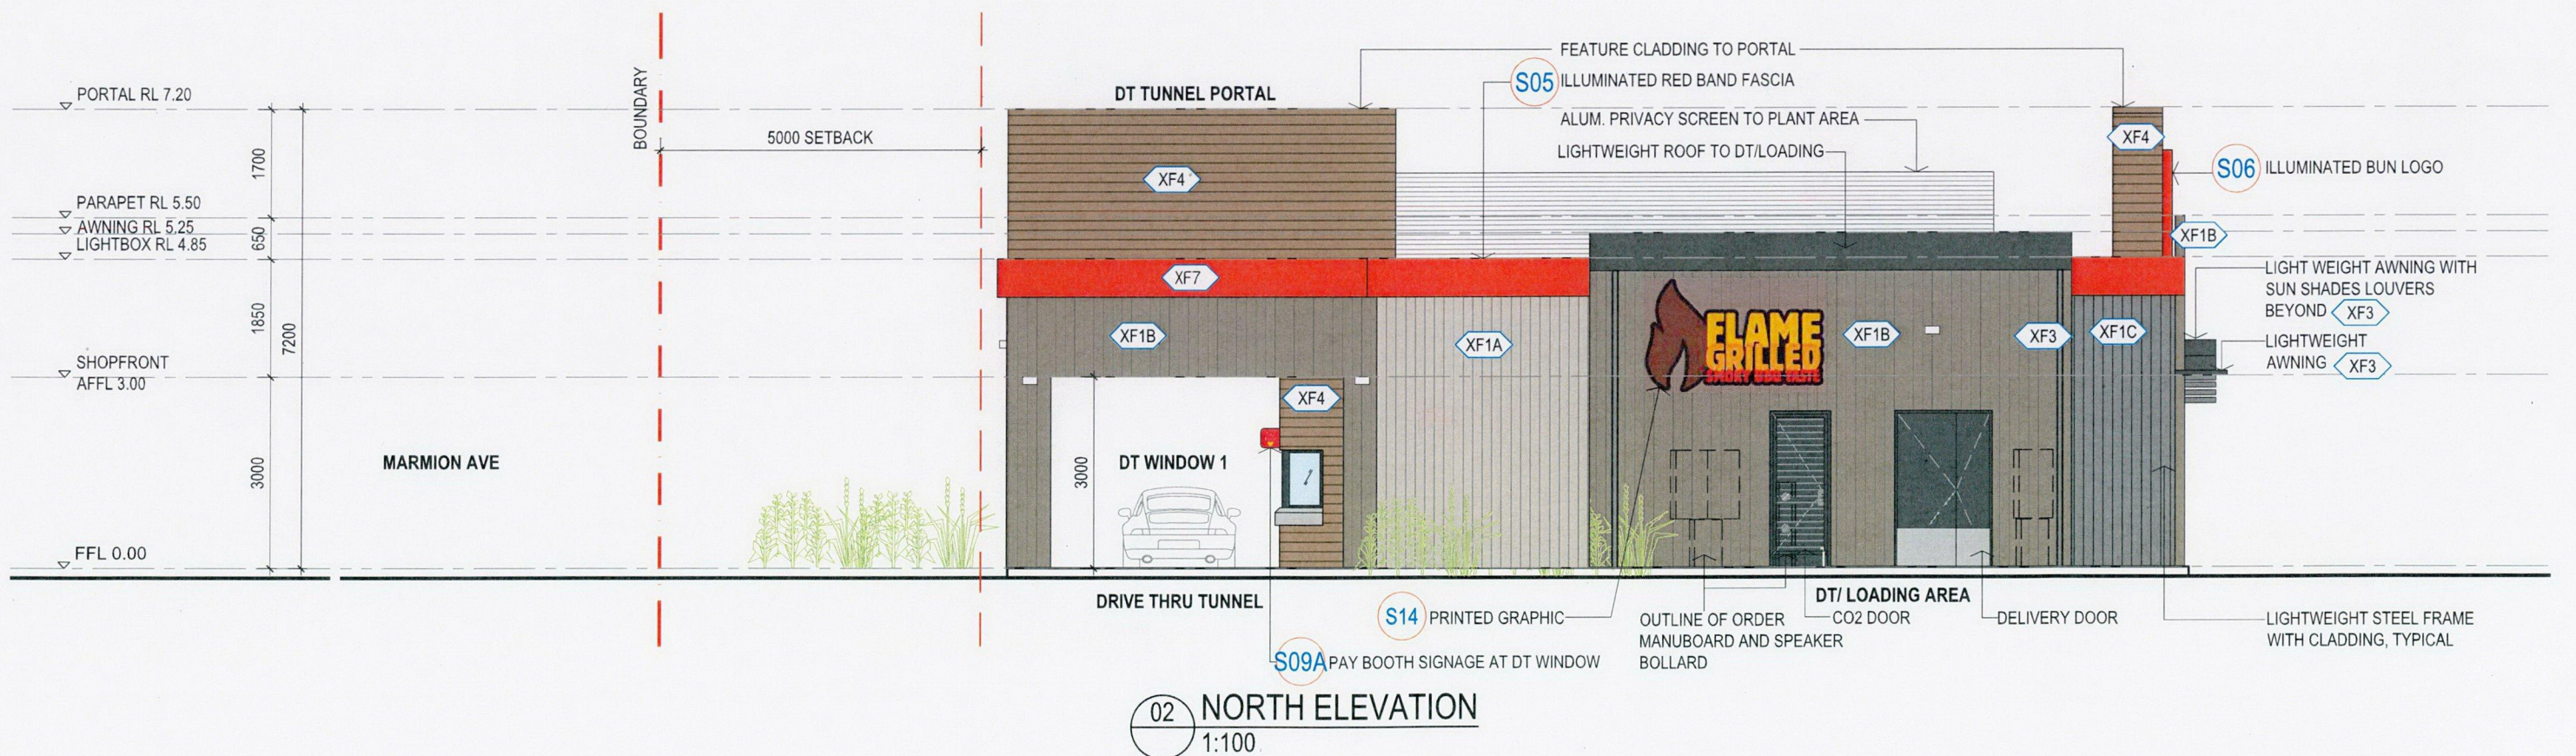 PORTAL RL 7.20
PARAPET RL 5.50
AWNING RL 5.25
LIGHTBOX RL 4.85
SHOPFRONT
AFFL 3.00
FFL 0.00
1700
650
1850
7200
3000
MARMION AVE
BOUNDARY
5000 SETBACK
DT TUNNEL PORTAL
FEATURE CLADDING TO PORTAL
S05 ILLUMINATED RED BAND FASCIA
ALUM. PRIVACY SCREEN TO PLANT AREA
LIGHTWEIGHT ROOF TO DT/LOADING
XF4
XF4
S06 ILLUMINATED BUN LOGO
XF1B
XF7
XF1B
XF1A
FLAME
GRILLED
SMOKY BBQ TASTE
XF1B
XF3
XF1C
LIGHT WEIGHT AWNING WITH
SUN SHADES LOUVERS
BEYOND XF3
LIGHTWEIGHT
AWNING XF3
XF4
3000
DT WINDOW 1
DRIVE THRU TUNNEL
S14 PRINTED GRAPHIC
S09A PAY BOOTH SIGNAGE AT DT WINDOW
OUTLINE OF ORDER
MANUBOARD AND SPEAKER
BOLLARD
DT/ LOADING AREA
CO2 DOOR
DELIVERY DOOR
LIGHTWEIGHT STEEL FRAME
WITH CLADDING, TYPICAL
02 NORTH ELEVATION
1:100